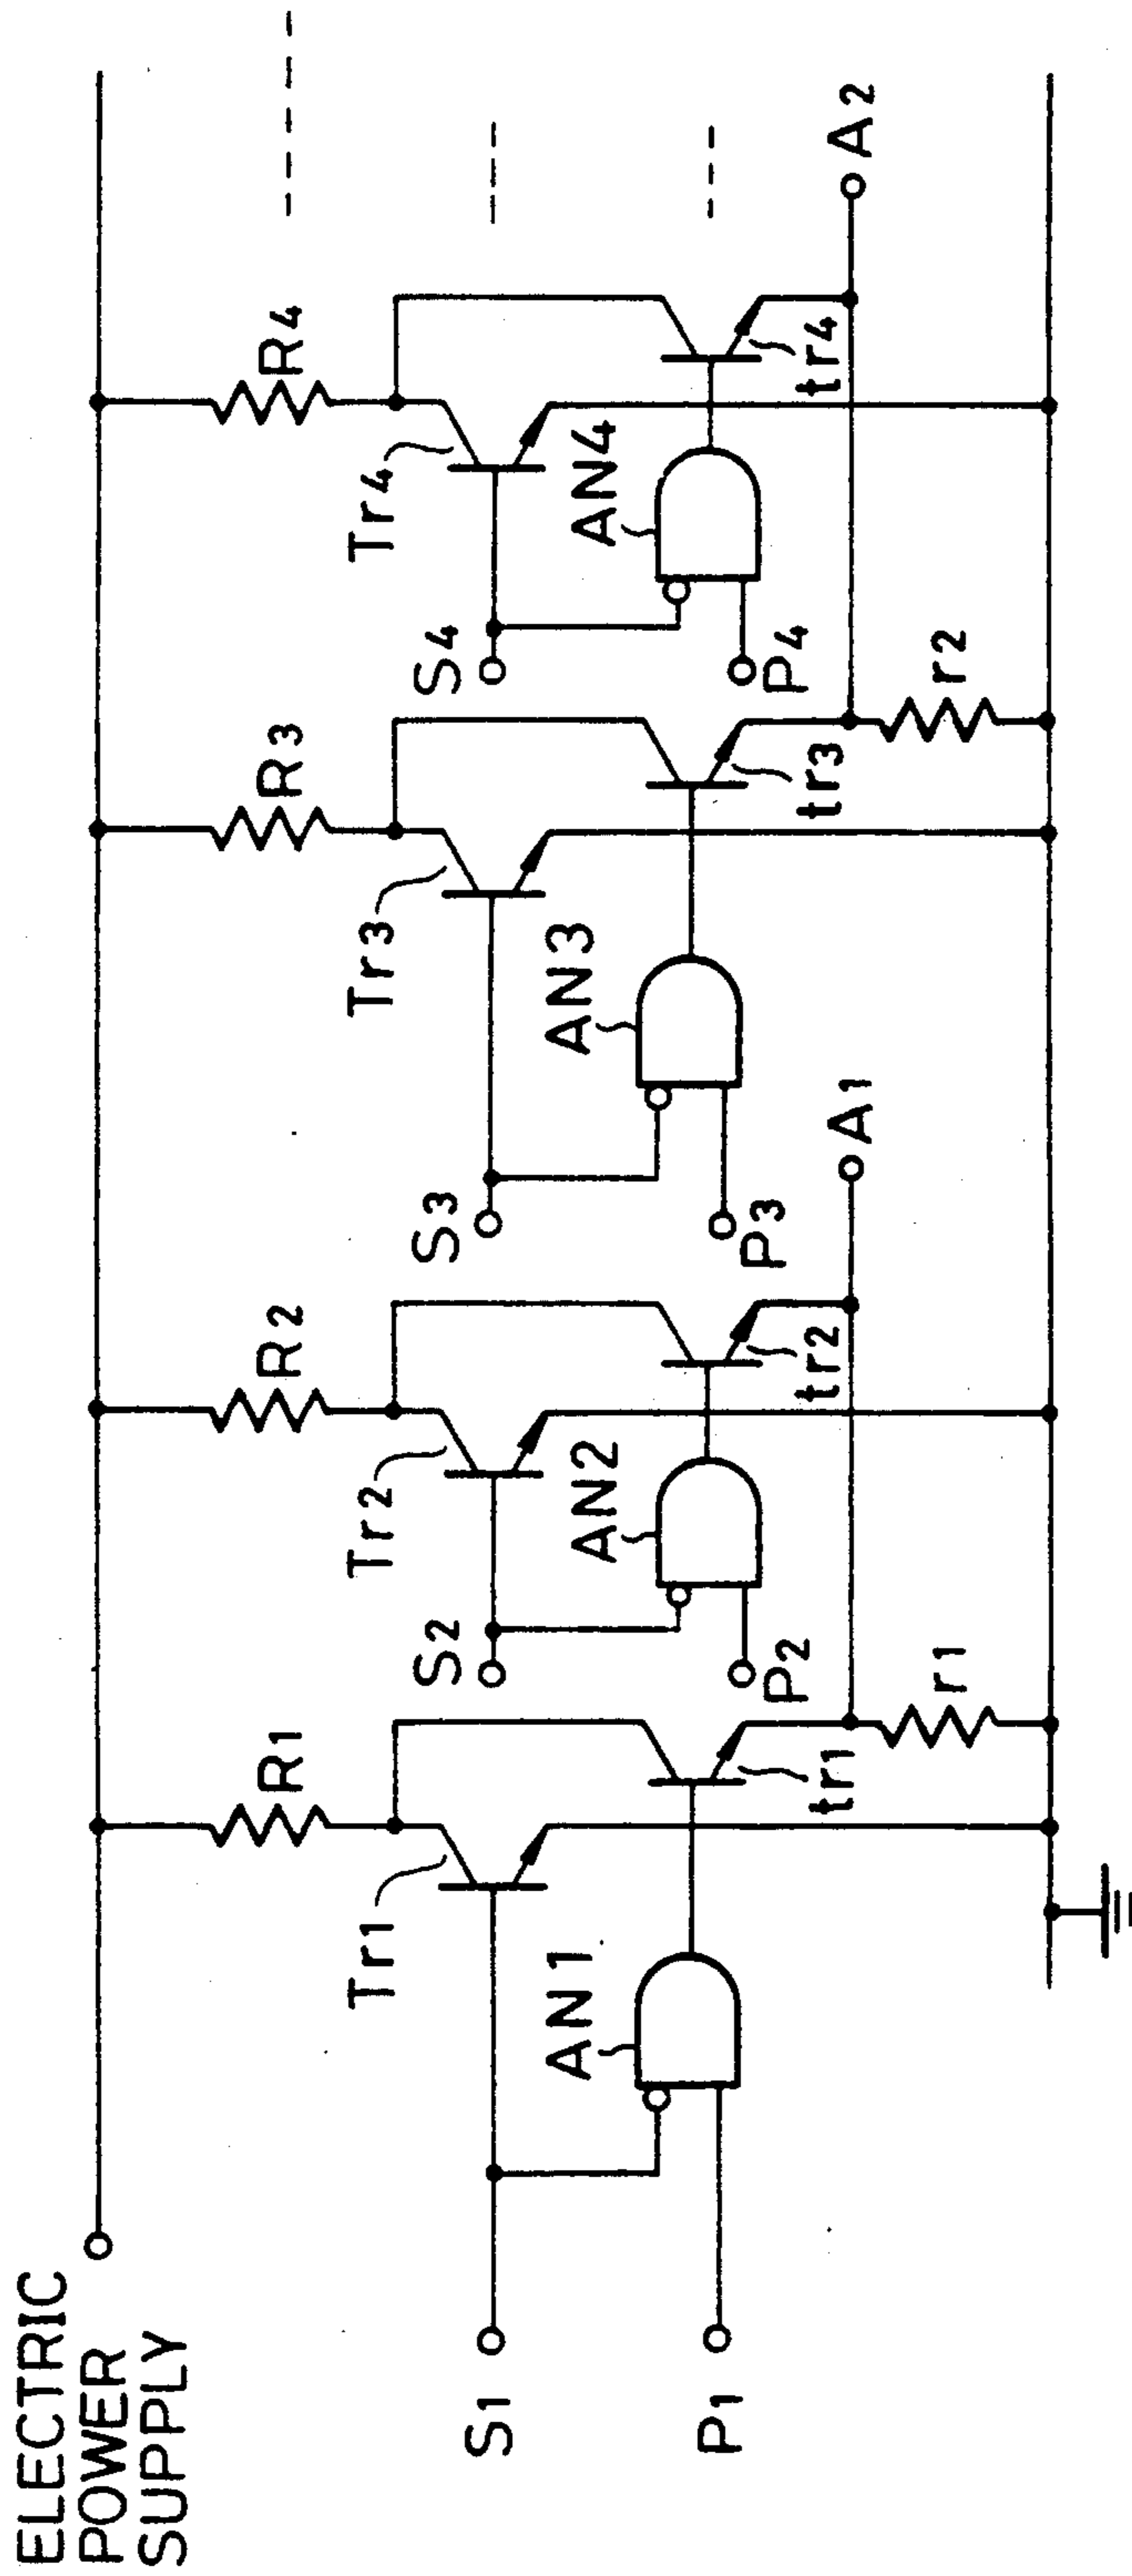 ELECTRIC
POWER
SUPPLY
R1
R2
R3
R4
Tr1
Tr2
Tr3
Tr4
S1
S2
S3
S4
AN1
AN2
AN3
AN4
P1
P2
P3
P4
tr1
tr2
tr3
tr4
A1
A2
r1
r2